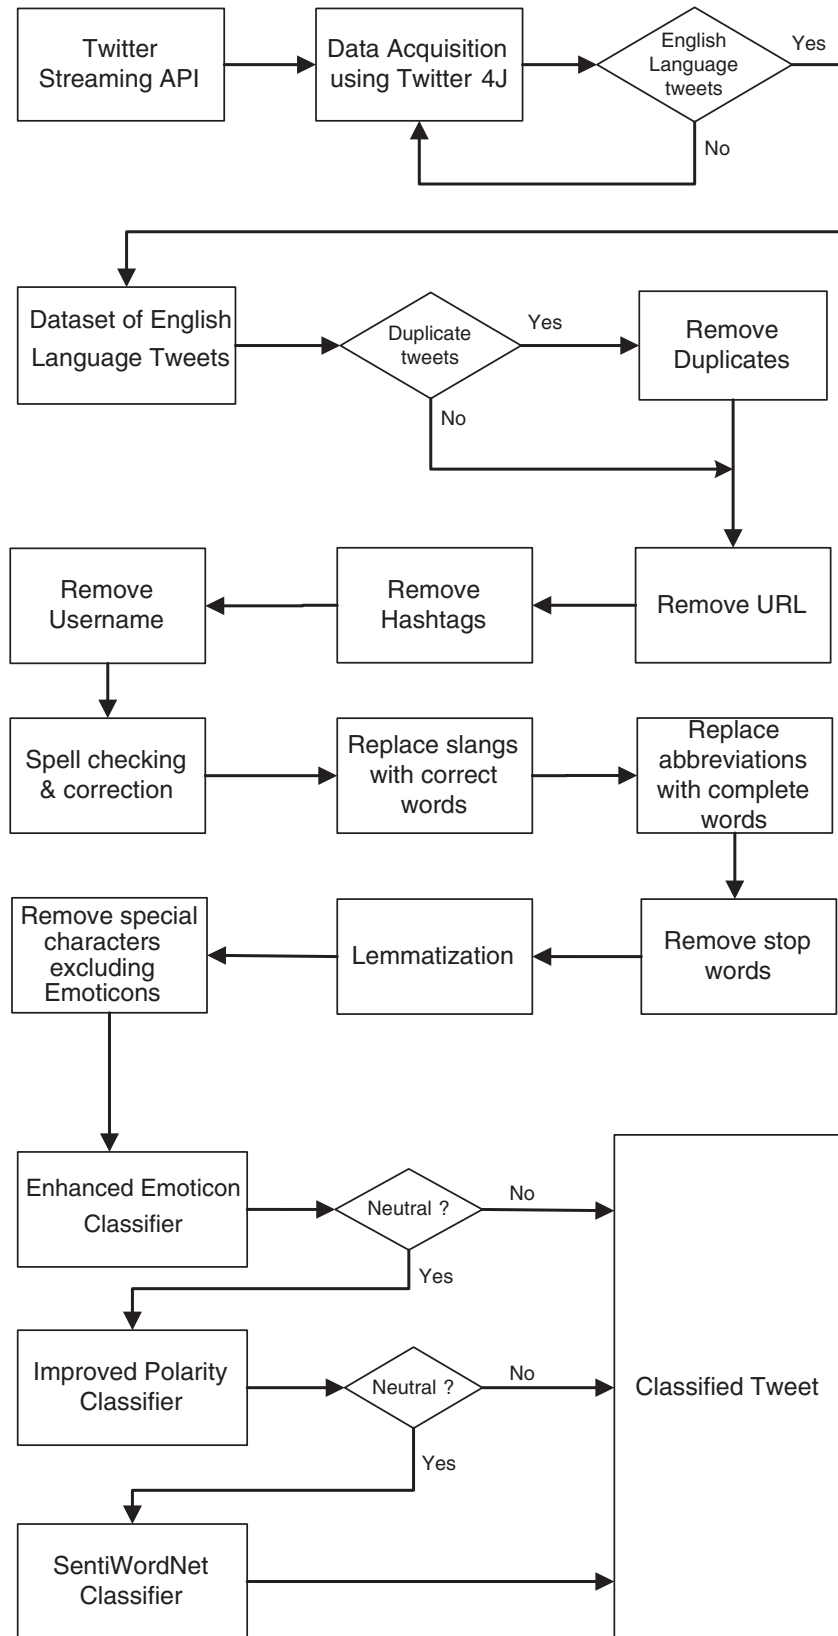 Twitter
Streaming API
Data Acquisition
using Twitter 4J
English
Language
tweets
Yes
No
Dataset of English
Language Tweets
Duplicate
tweets
Yes
No
Remove
Duplicates
Remove
Username
Remove
Hashtags
Remove URL
Spell checking
& correction
Replace slangs
with correct
words
Replace
abbreviations
with complete
words
Remove special
characters
excluding
Emoticons
Lemmatization
Remove stop
words
Enhanced Emoticon
Classifier
Neutral ?
No
Yes
Improved Polarity
Classifier
Neutral ?
No
Yes
Classified Tweet
SentiWordNet
Classifier